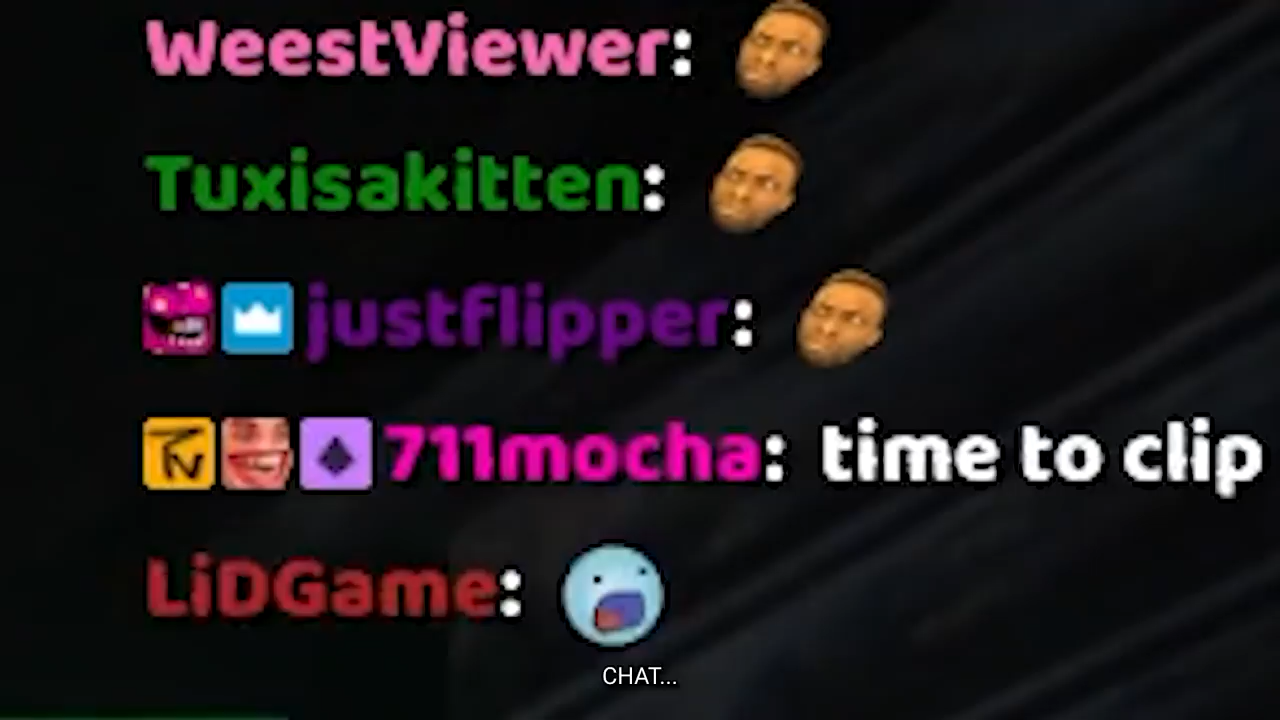 WeestViewer:
Tuxisakitten:
justflipper:
711mocha: time to clip
LiDGame:
CHAT...